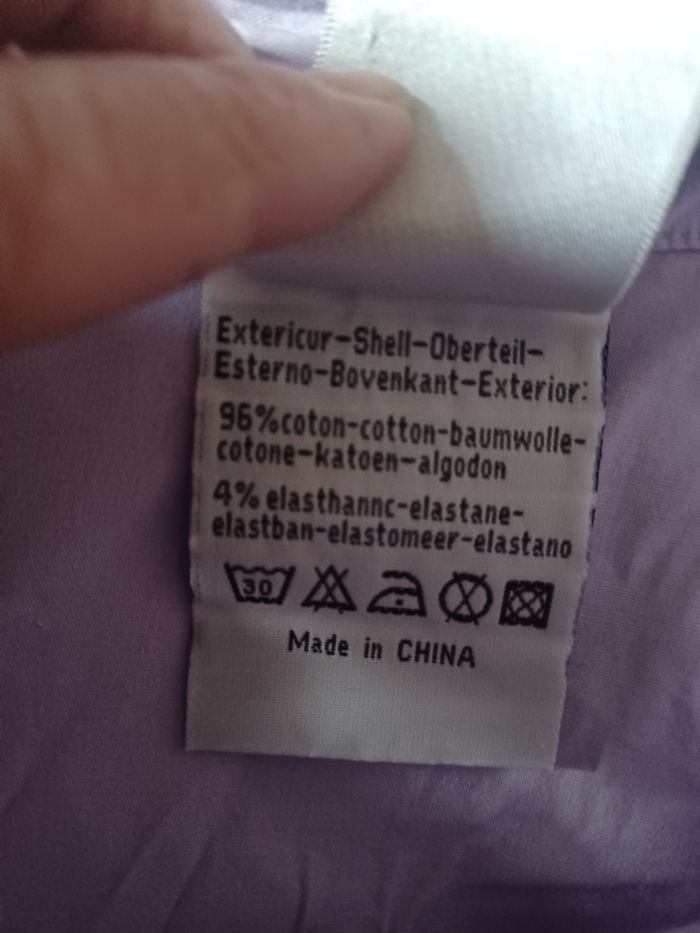 Extericur-Shell-Oberteil-
Esterno-Bovenkant-Exterior:
96%coton-cotton-baumwolle-
cotone-katoen-algodon
4% elasthannc-elastane-
elastban-elastomeer-elastano
30
Made in CHINA